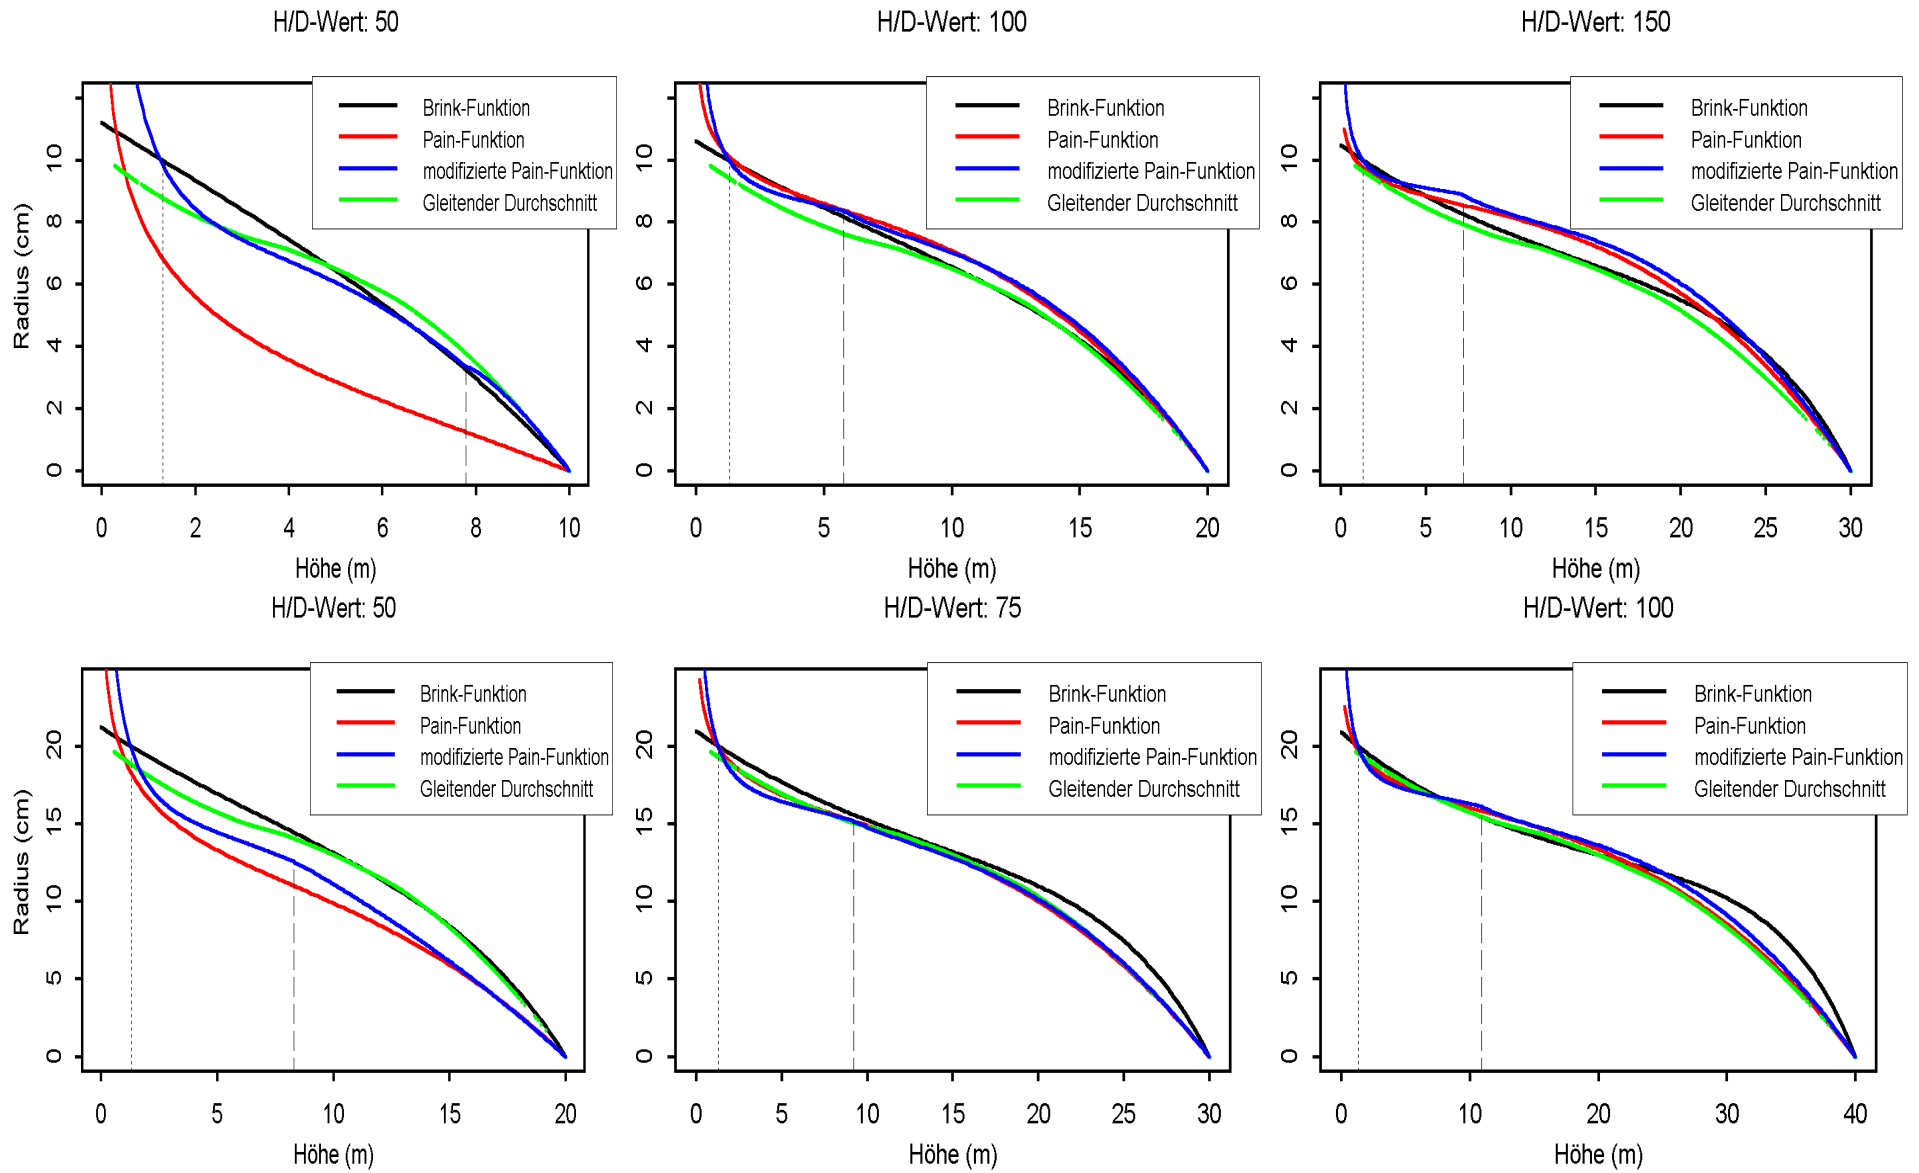 H/D-Wert: 50
H/D-Wert: 100
H/D-Wert: 150
Brink-Funktion
Pain-Funktion
modifizierte Pain-Funktion
Gleitender Durchschnitt
Radius (cm)
0 2 4 6 8 10
0 2 4 6 8 10
Höhe (m)
Brink-Funktion
Pain-Funktion
modifizierte Pain-Funktion
Gleitender Durchschnitt
0 2 4 6 8 10
0 5 10 15 20
Höhe (m)
Brink-Funktion
Pain-Funktion
modifizierte Pain-Funktion
Gleitender Durchschnitt
0 2 4 6 8 10
0 5 10 15 20 25 30
Höhe (m)
H/D-Wert: 50
H/D-Wert: 75
H/D-Wert: 100
Brink-Funktion
Pain-Funktion
modifizierte Pain-Funktion
Gleitender Durchschnitt
Radius (cm)
0 5 10 15 20
0 5 10 15 20
Höhe (m)
Brink-Funktion
Pain-Funktion
modifizierte Pain-Funktion
Gleitender Durchschnitt
0 5 10 15 20
0 5 10 15 20 25 30
Höhe (m)
Brink-Funktion
Pain-Funktion
modifizierte Pain-Funktion
Gleitender Durchschnitt
0 5 10 15 20
0 10 20 30 40
Höhe (m)